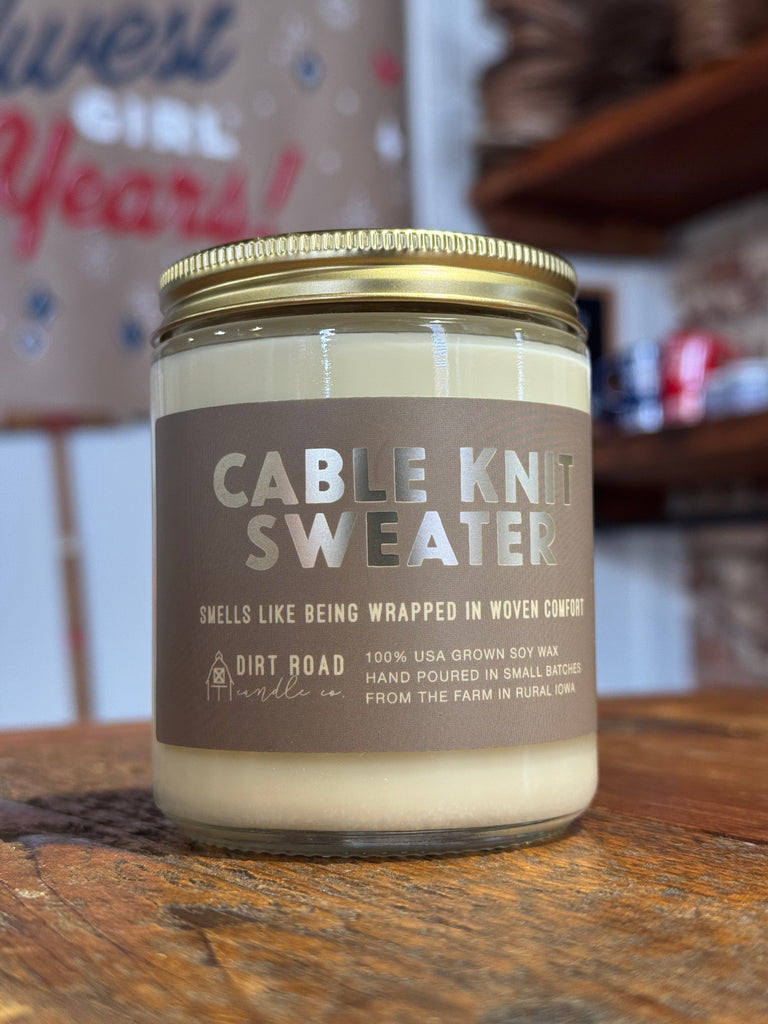 GIRL
Years!
CABLE KNIT
SWEATER
SMELLS LIKE BEING WRAPPED IN WOVEN COMFORT
DIRT ROAD
candle co.
100% USA GROWN SOY WAX
HAND POURED IN SMALL BATCHES
FROM THE FARM IN RURAL IOWA